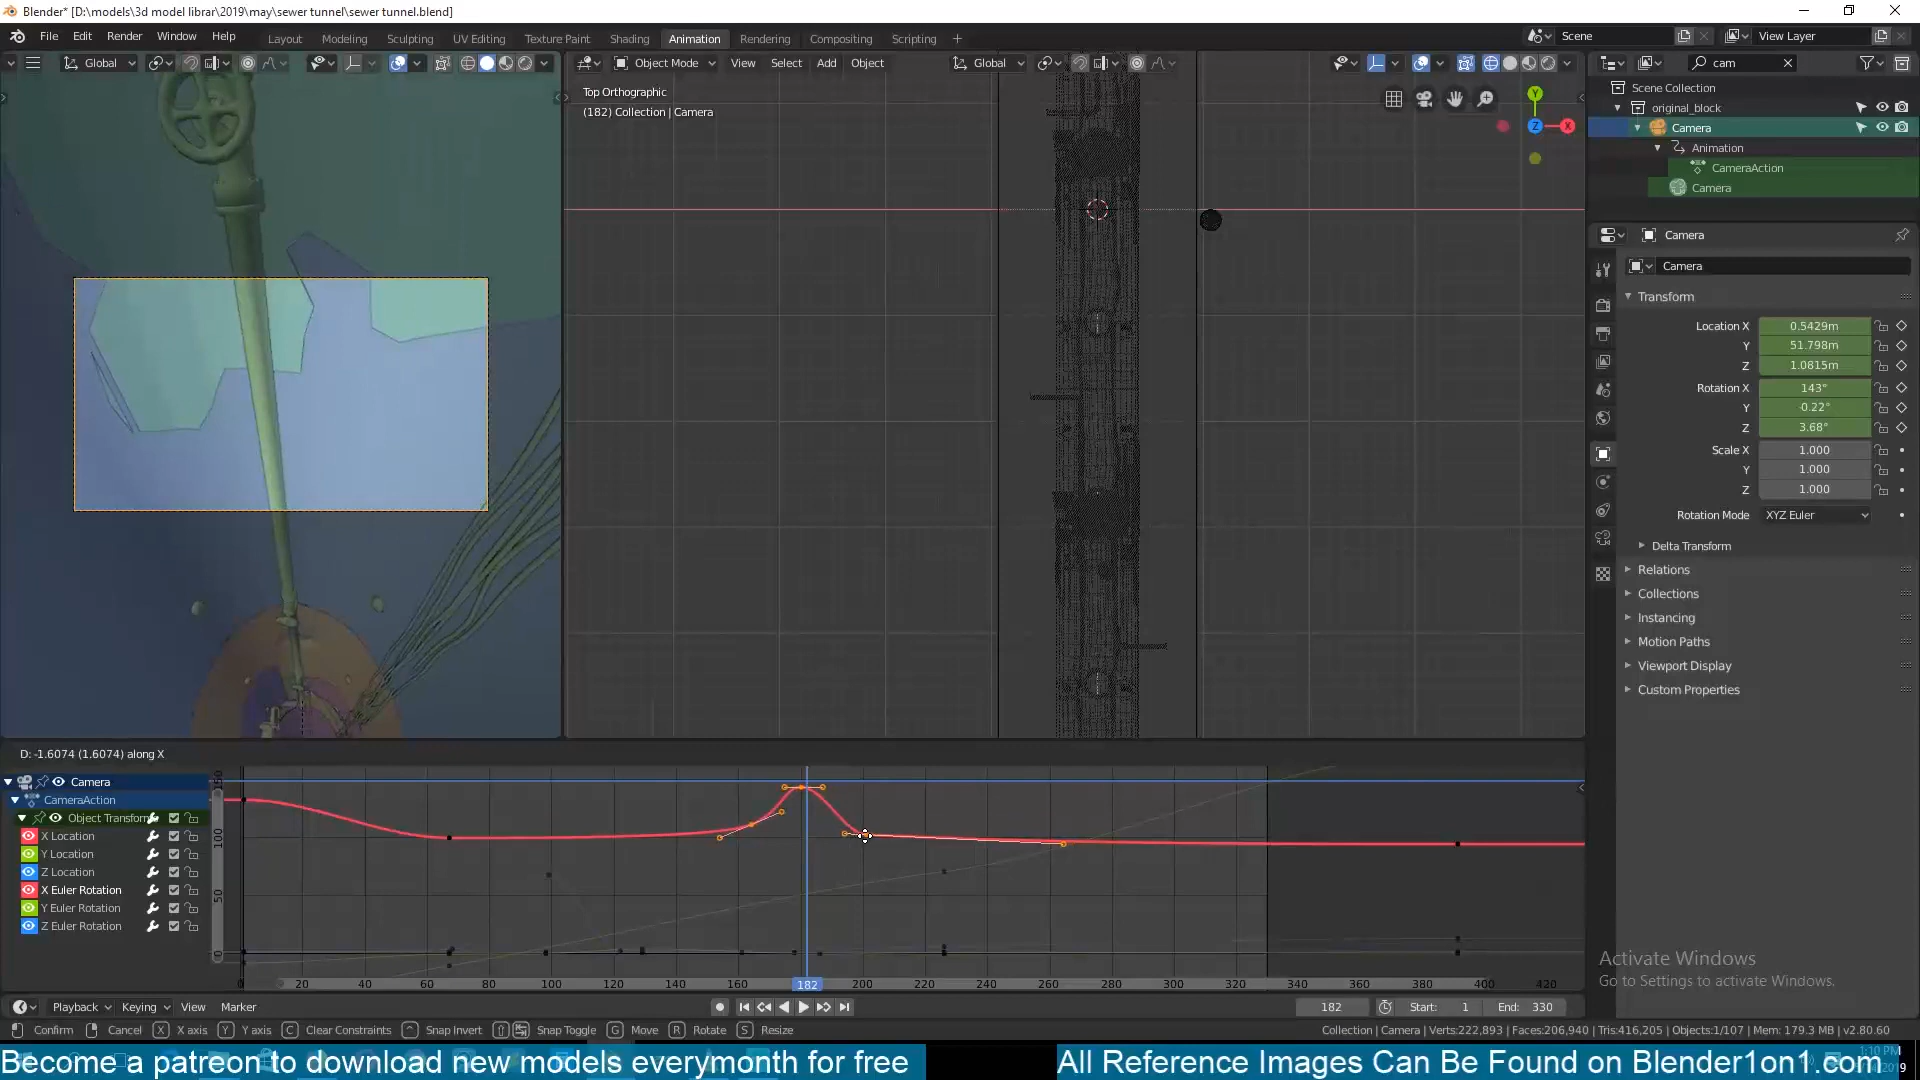 Blender* [D:\models\3d model librar\2019\may\sewer tunnel\sewer tunnel.blend]
File Edit Render Window Help
Layout Modeling Sculpting UV Editing Texture Paint Shading Animation Rendering Compositing Scripting
Scene View Layer
Global
Object Mode View Select Add Object Global
cam
Top Orthographic
(182) Collection | Camera
Y
X
Z
Scene Collection
original_block
Camera
Animation
CameraAction
Camera
Camera
Camera
Transform
Location X 0.5429m
Y 51.798m
Z 1.0815m
Rotation X 143°
Y -0.22°
Z 3.68°
Scale X 1.000
Y 1.000
Z 1.000
Rotation Mode XYZ Euler
Delta Transform
Relations
Collections
Instancing
Motion Paths
Viewport Display
Custom Properties
D: -1.6074 (1.6074) along X
Camera
CameraAction
Object Transform
X Location
Y Location
Z Location
X Euler Rotation
Y Euler Rotation
Z Euler Rotation
150
100
50
0
0 20 40 60 80 100 120 140 160 182 200 220 240 260 280 300 320 340 360 380 400 420
Playback Keying View Marker
182 Start: 1 End: 330
Confirm Cancel X X axis Y Y axis C Clear Constraints Snap Invert Snap Toggle G Move R Rotate S Resize
Collection | Camera | Verts:222,893 | Faces:206,940 | Tris:416,205 | Objects:1/107 | Mem: 179.3 MB | v2.80.60
Activate Windows
Go to Settings to activate Windows.
Become a patreon to download new models everymonth for free
All Reference Images Can Be Found on Blender1on1.com
1:10 PM